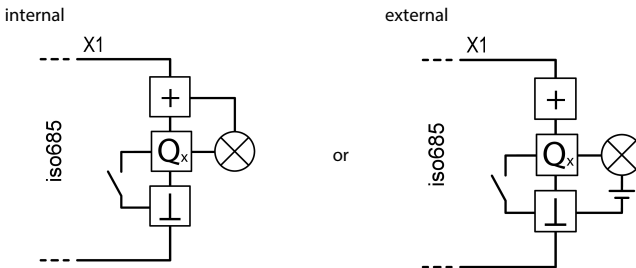 internal
X1
iso685
+
Qx
or
external
X1
iso685
+
Qx